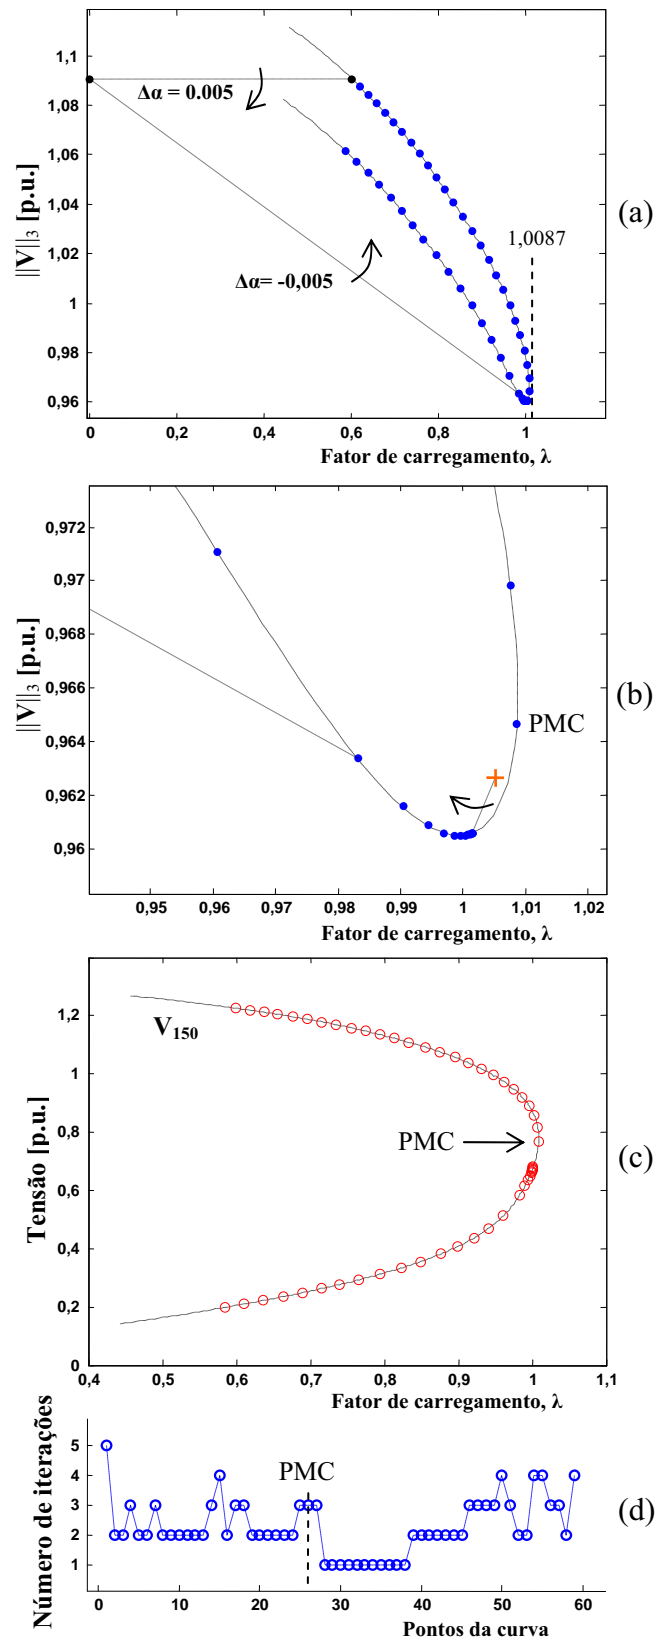 1,1
1,08
1,06
1,04
1,02
1
0,98
0,96
||V||₃ [p.u.]
Δα = 0.005
Δα= -0,005
1,0087
(a)
0 0,2 0,4 0,6 0,8 1
Fator de carregamento, λ
0,972
0,97
0,968
0,966
0,964
0,962
0,96
||V||₃ [p.u.]
PMC
(b)
0,95 0,96 0,97 0,98 0,99 1 1,01 1,02
Fator de carregamento, λ
1,2
1
0,8
0,6
0,4
0,2
0
Tensão [p.u.]
V₁₅₀
PMC
(c)
0,4 0,5 0,6 0,7 0,8 0,9 1 1,1
Fator de carregamento, λ
5
4
3
2
1
Número de iterações
PMC
(d)
0 10 20 30 40 50 60
Pontos da curva